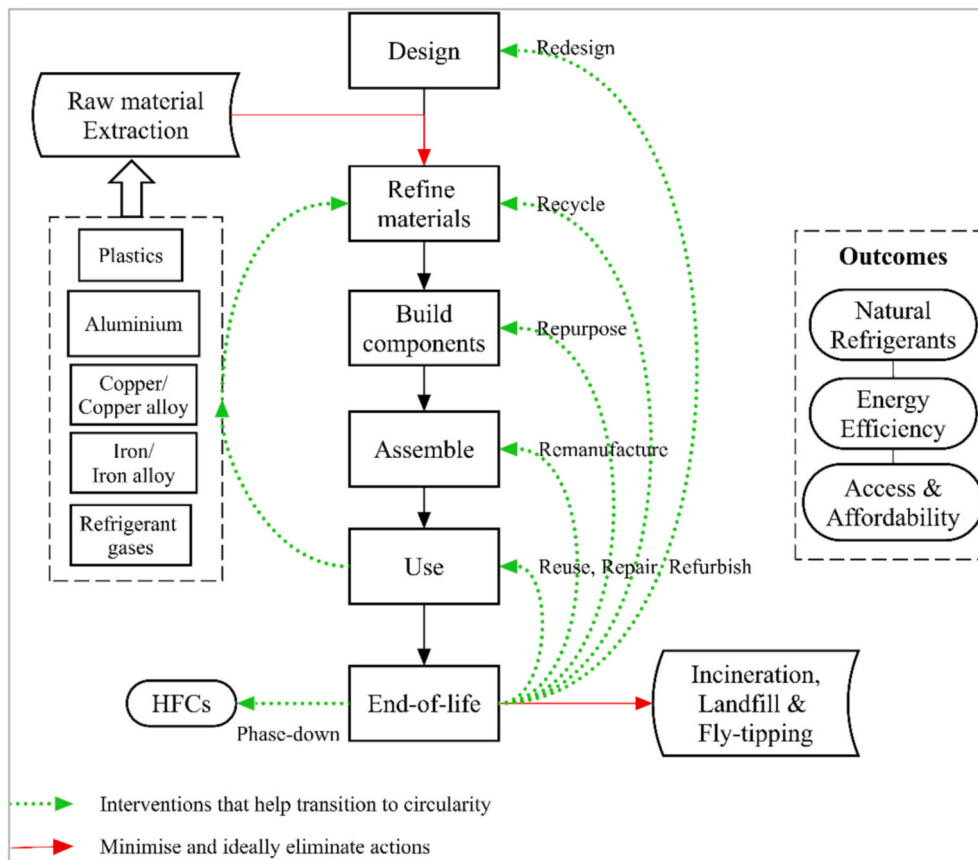 Design
Redesign
Raw material
Extraction
Refine
materials
Recycle
Plastics
Aluminium
Copper/
Copper alloy
Iron/
Iron alloy
Refrigerant
gases
Build
components
Repurpose
Assemble
Remanufacture
Use
Reuse, Repair, Refurbish
End-of-life
HFCs
Phase-down
Incineration,
Landfill &
Fly-tipping
Outcomes
Natural
Refrigerants
Energy
Efficiency
Access &
Affordability
Interventions that help transition to circularity
Minimise and ideally eliminate actions